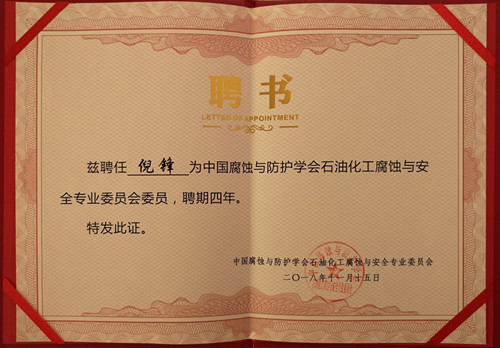 聘书
LETTER OF APPOINTMENT
兹聘任 倪锋 为中国腐蚀与防护学会石油化工腐蚀与安
全专业委员会委员，聘期四年。
特发此证。
中国腐蚀与防护学会石油化工腐蚀与安全专业委员会
二〇一八年十一月十五日